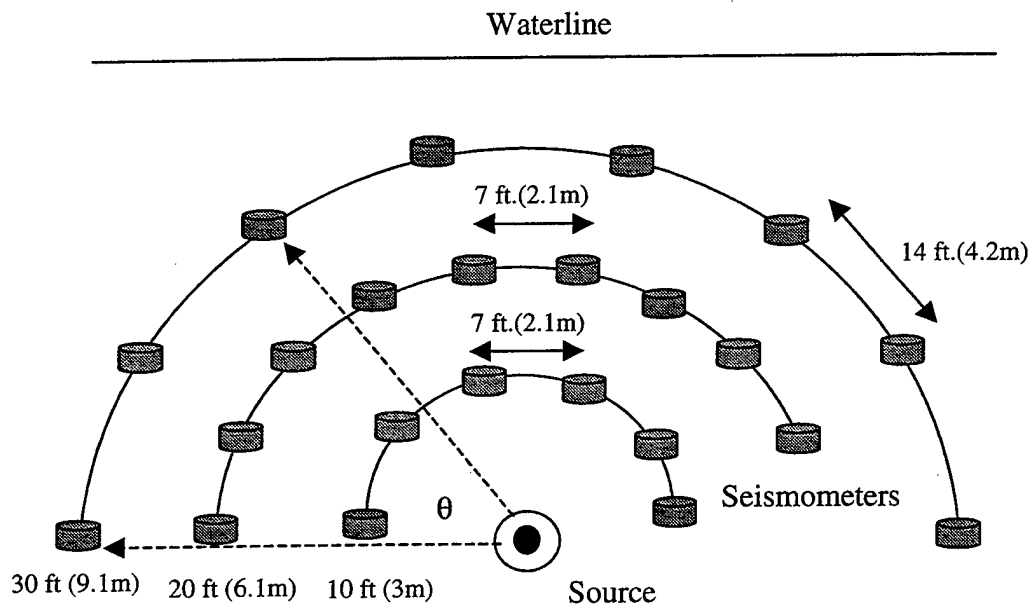 Waterline
7 ft.(2.1m)
14 ft.(4.2m)
7 ft.(2.1m)
θ
Seismometers
30 ft (9.1m) 20 ft (6.1m) 10 ft (3m)
Source